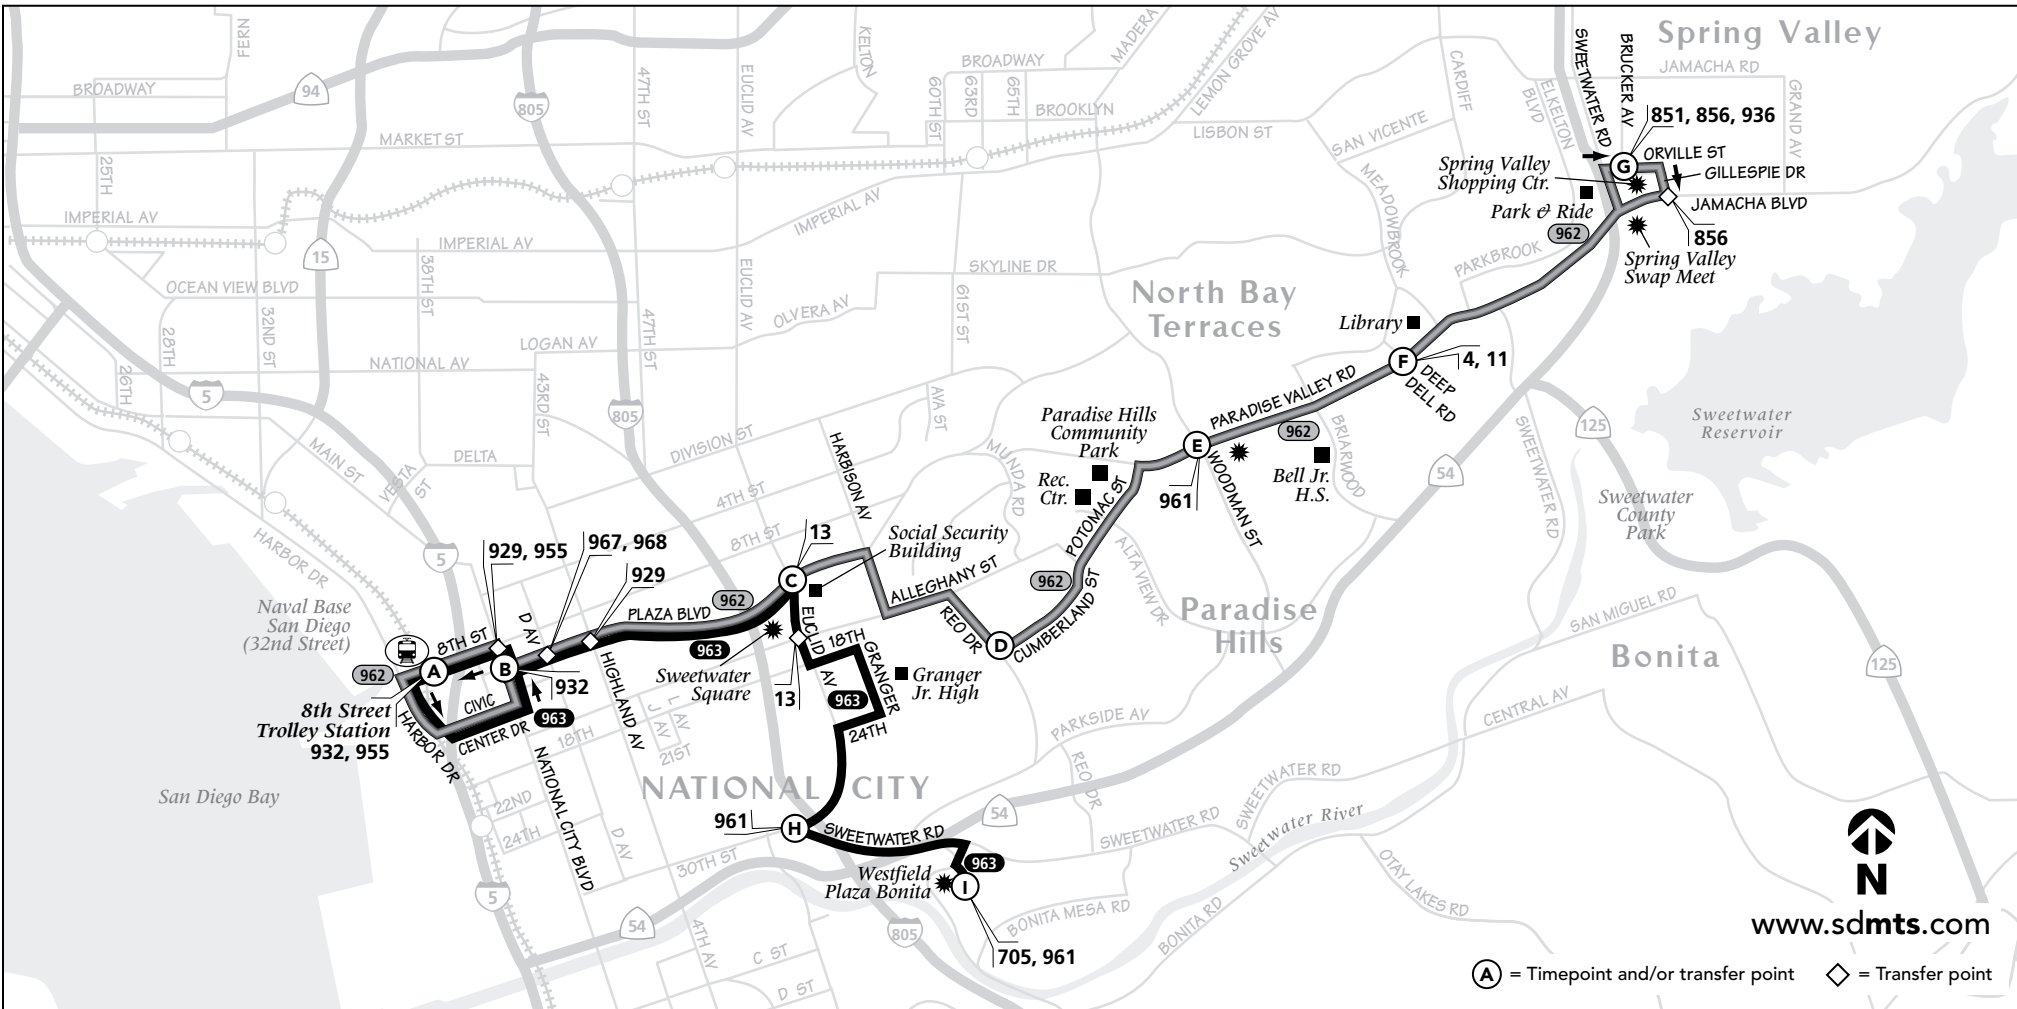 Spring Valley
FERN
KELTON
MADERA
LEMON GROVE AV
CARDIFF
SWEETWATER RD
BRUCKER AV
JAMACHA RD
94
805
47TH ST
EUCLID AV
BROADWAY
BROADWAY
60TH ST
63RD
65TH
BROOKLYN
ELKELTON
BLVD
GRAND AV
851, 856, 936
MARKET ST
LISBON ST
SAN VICENTE
25TH
G
ORVILLE ST
GILLESPIE DR
Spring Valley
Shopping Ctr.
Park & Ride
JAMACHA BLVD
MEADOWBROOK
IMPERIAL AV
IMPERIAL AV
IMPERIAL AV
962
856
Spring Valley
Swap Meet
PARKBROOK
15
38TH ST
EUCLID AV
SKYLINE DR
61ST ST
OCEAN VIEW BLVD
North Bay
Terraces
OLVERA AV
28TH
32ND ST
47TH ST
Library
LOGAN AV
NATIONAL AV
F
4, 11
DEEP
DELL RD
26TH
5
43RD ST
805
AVA ST
PARADISE VALLEY RD
Paradise Hills
Community
Park
962
BRIARWOOD
Sweetwater
Reservoir
125
SWEETWATER RD
54
DIVISION ST
HARBISON AV
MUNDA RD
E
WOODMAN ST
MAIN ST
VESTA
ST
DELTA
Rec.
Ctr.
961
Bell Jr.
H.S.
Sweetwater
County
Park
4TH ST
POTOMAC ST
8TH ST
HARBOR DR
5
929, 955
967, 968
13
Social Security
Building
929
C
ALTA VIEW DR
ALLEGHANY ST
962
962
CUMBERLAND ST
Naval Base
San Diego
(32nd Street)
D AV
PLAZA BLVD
EUCLID
AV
REO DR
D
Paradise
Hills
SAN MIGUEL RD
Bonita
125
8TH ST
963
18TH
GRANGER
962
A
B
932
Sweetwater
Square
13
963
Granger
Jr. High
8th Street
Trolley Station
932, 955
CIVIC
CENTER DR
963
HIGHLAND AV
L AV
J AV
HARBOR DR
18TH
21ST
24TH
PARKSIDE AV
CENTRAL AV
NATIONAL CITY BLVD
NATIONAL CITY
REO DR
SWEETWATER RD
San Diego Bay
22ND
24TH
D AV
961
H
SWEETWATER RD
54
SWEETWATER RD
SWEETWATER RD
Sweetwater River
30TH ST
963
Westfield
Plaza Bonita
I
OTAY LAKES RD
N
5
54
4TH AV
805
BONITA MESA RD
BONITA RD
www.sdmts.com
C ST
705, 961
D ST
A = Timepoint and/or transfer point
= Transfer point